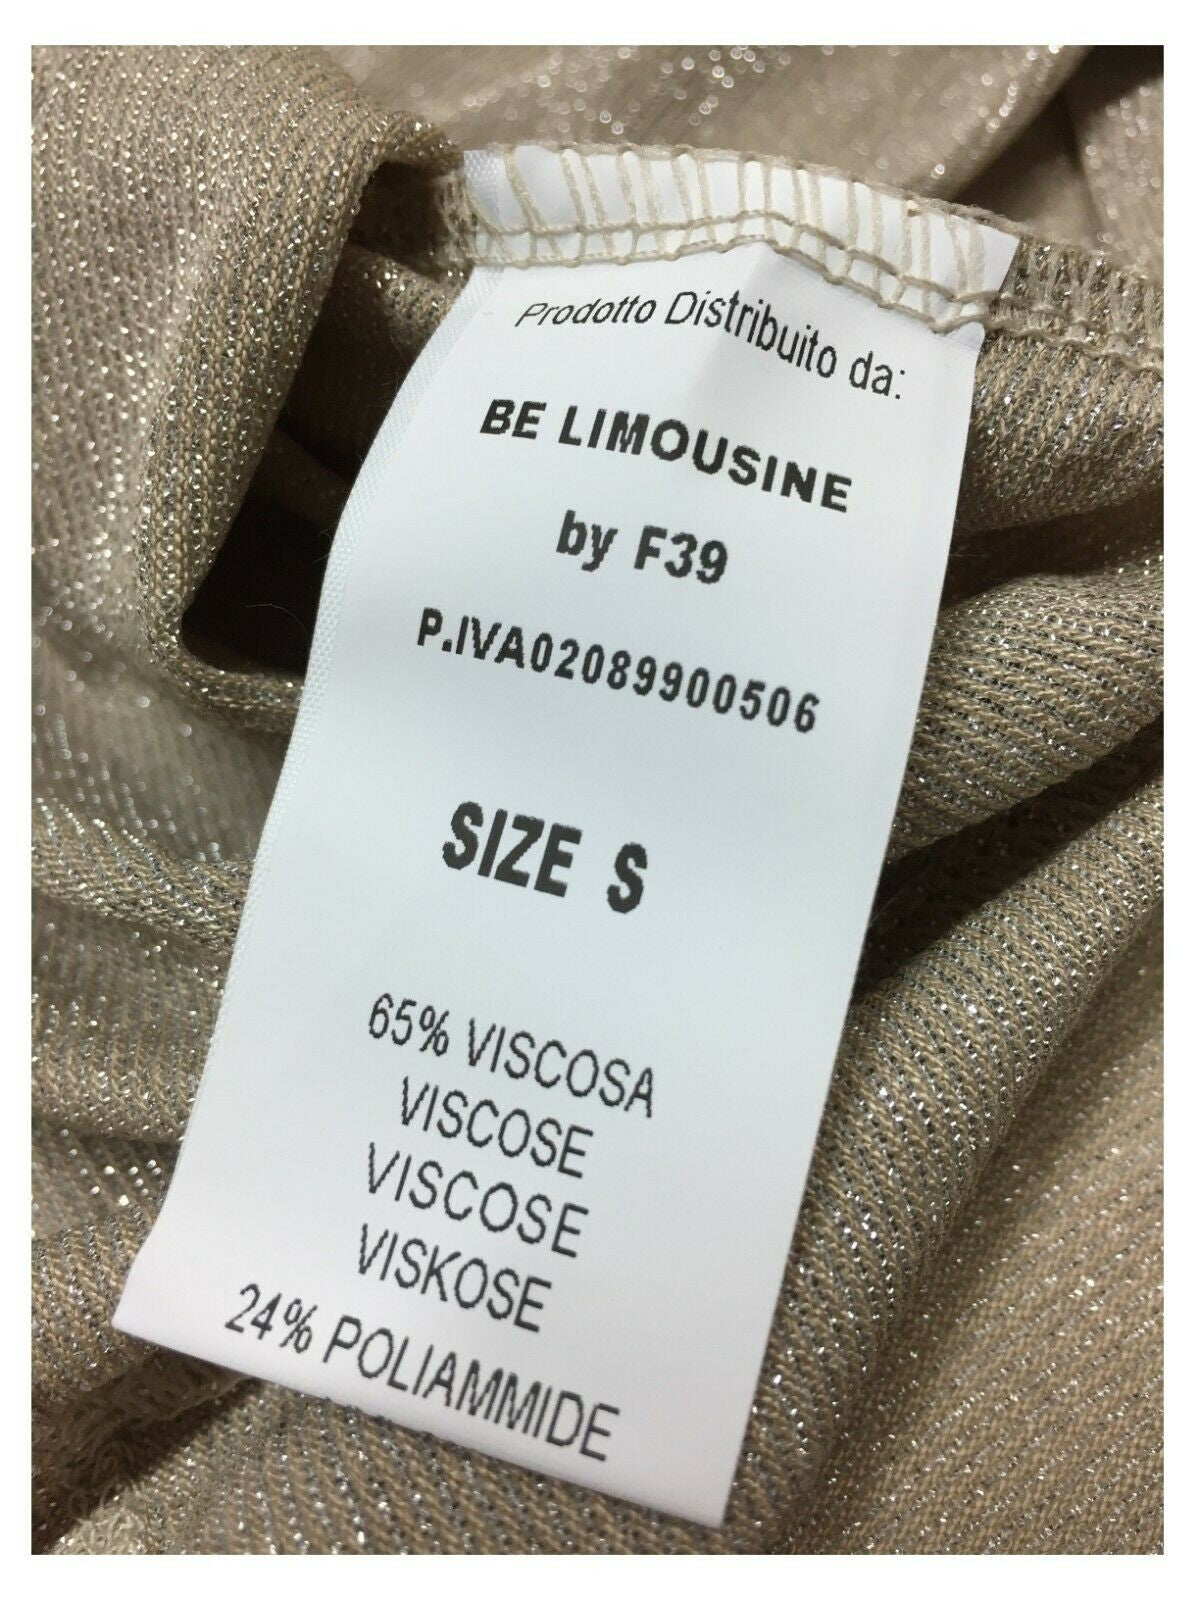 Prodotto Distribuito da:
BE LIMOUSINE
by F39
P.IVA02089900506
SIZE S
65% VISCOSA
VISCOSE
VISCOSE
VISKOSE
24% POLIAMMIDE